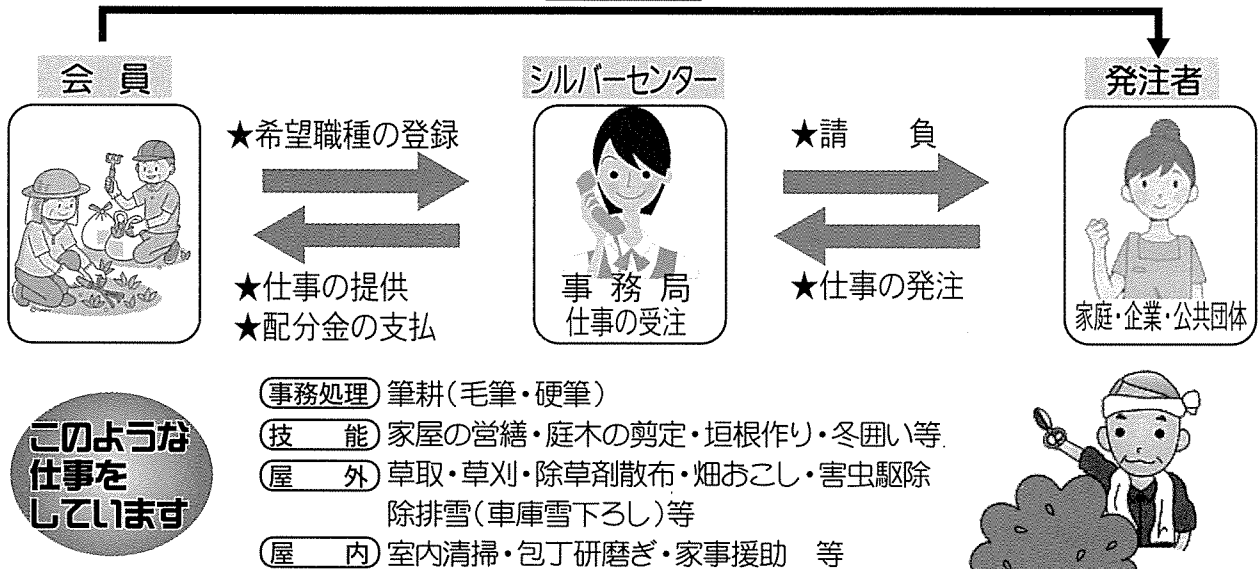 会員
シルバーセンター
発注者
★希望職種の登録
★請負
事務局
仕事の受注
★仕事の提供
★配分金の支払
★仕事の発注
家庭・企業・公共団体
このような
仕事を
しています
事務処理 筆耕(毛筆・硬筆)
技能 家屋の営繕・庭木の剪定・垣根作り・冬囲い等
屋外 草取・草刈・除草剤散布・畑おこし・害虫駆除
除排雪(車庫雪下ろし)等
屋内 室内清掃・包丁研磨ぎ・家事援助 等